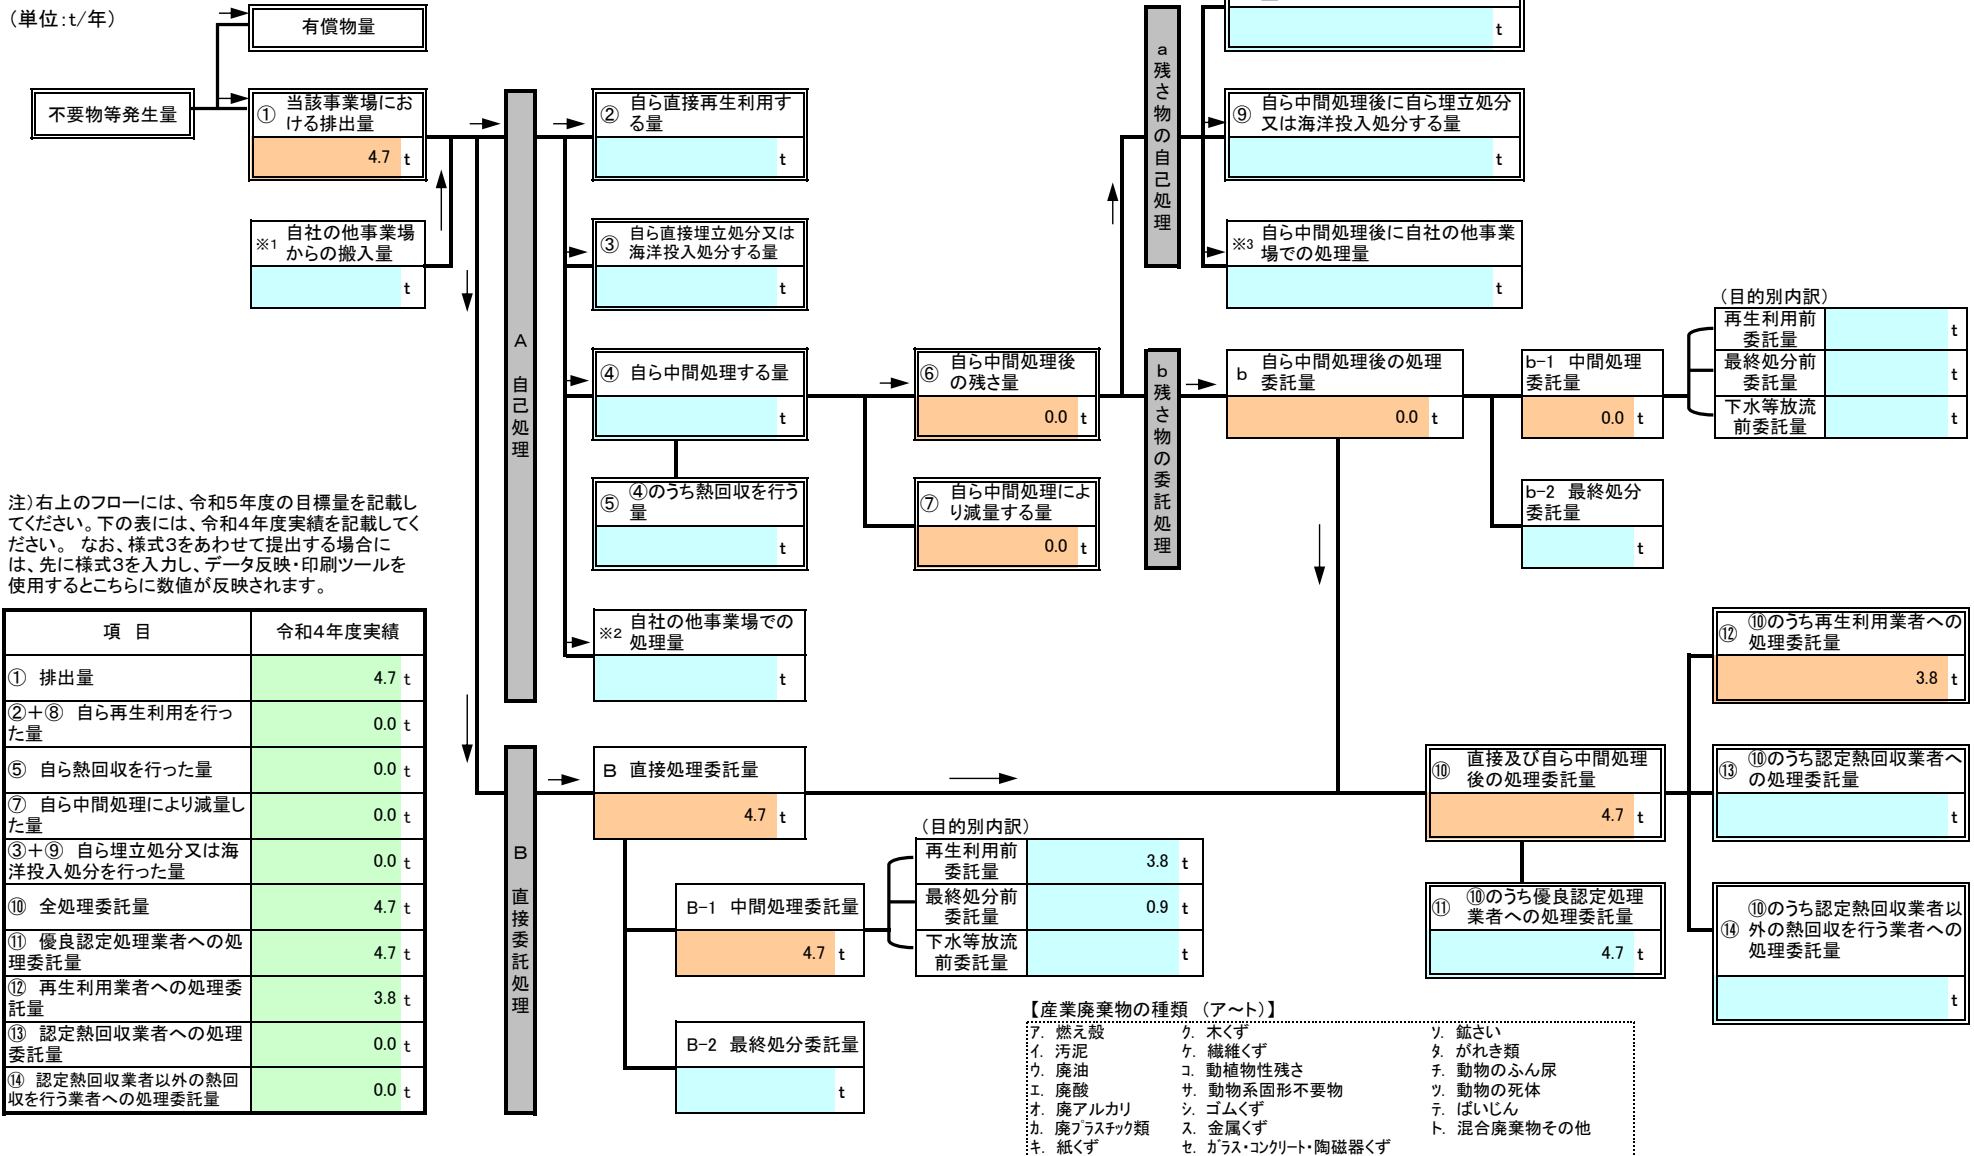 （単位:t/年）
有償物量
t
不要物等発生量
① 当該事業場にお
ける排出量
4.7 t
※1 自社の他事業場
からの搬入量
t
A 自己処理
② 自ら直接再生利用す
る量
t
③ 自ら直接埋立処分又は
海洋投入処分する量
t
④ 自ら中間処理する量
t
⑤ ④のうち熱回収を行う
量
t
※2 自社の他事業場での
処理量
t
⑥ 自ら中間処理後
の残さ量
0.0 t
⑦ 自ら中間処理によ
り減量する量
0.0 t
a 残さ物の自己処理
⑨ 自ら中間処理後に自ら埋立処分
又は海洋投入処分する量
t
※3 自ら中間処理後に自社の他事業
場での処理量
t
b 残さ物の委託処理
b 自ら中間処理後の処理
委託量
0.0 t
b-1 中間処理
委託量
0.0 t
b-2 最終処分
委託量
t
（目的別内訳）
再生利用前
委託量
t
最終処分前
委託量
t
下水等放流
前委託量
t
注）右上のフローには、令和5年度の目標量を記載し
てください。下の表には、令和4年度実績を記載してく
ださい。 なお、様式3をあわせて提出する場合に
は、先に様式3を入力し、データ反映・印刷ツールを
使用するとこちらに数値が反映されます。
項 目 令和4年度実績
① 排出量 4.7 t
②＋⑧ 自ら再生利用を行っ
た量 0.0 t
⑤ 自ら熱回収を行った量 0.0 t
⑦ 自ら中間処理により減量し
た量 0.0 t
③＋⑨ 自ら埋立処分又は海
洋投入処分を行った量 0.0 t
⑩ 全処理委託量 4.7 t
⑪ 優良認定処理業者への処
理委託量 4.7 t
⑫ 再生利用業者への処理委
託量 3.8 t
⑬ 認定熱回収業者への処理
委託量 0.0 t
⑭ 認定熱回収業者以外の熱回
収を行う業者への処理委託量 0.0 t
B 直接委託処理
B 直接処理委託量
4.7 t
B-1 中間処理委託量
4.7 t
B-2 最終処分委託量
t
（目的別内訳）
再生利用前
委託量
3.8 t
最終処分前
委託量
0.9 t
下水等放流
前委託量
t
⑩ 直接及び自ら中間処理
後の処理委託量
4.7 t
⑪ ⑩のうち優良認定処理
業者への処理委託量
4.7 t
⑫ ⑩のうち再生利用業者への
処理委託量
3.8 t
⑬ ⑩のうち認定熱回収業者へ
の処理委託量
t
⑭ ⑩のうち認定熱回収業者以
外の熱回収を行う業者への
処理委託量
t
【産業廃棄物の種類 （ア～ト）】
ｱ. 燃え殻 ｸ. 木くず ｿ. 鉱さい
ｲ. 汚泥 ｹ. 繊維くず ﾀ. がれき類
ｳ. 廃油 ｺ. 動植物性残さ ﾁ. 動物のふん尿
ｴ. 廃酸 ｻ. 動物系固形不要物 ﾂ. 動物の死体
ｵ. 廃アルカリ ｼ. ゴムくず ﾃ. ばいじん
ｶ. 廃ﾌﾟﾗｽﾁｯｸ類 ｽ. 金属くず ﾄ. 混合廃棄物その他
ｷ. 紙くず ｾ. ｶﾞﾗｽ・ｺﾝｸﾘｰﾄ・陶磁器くず